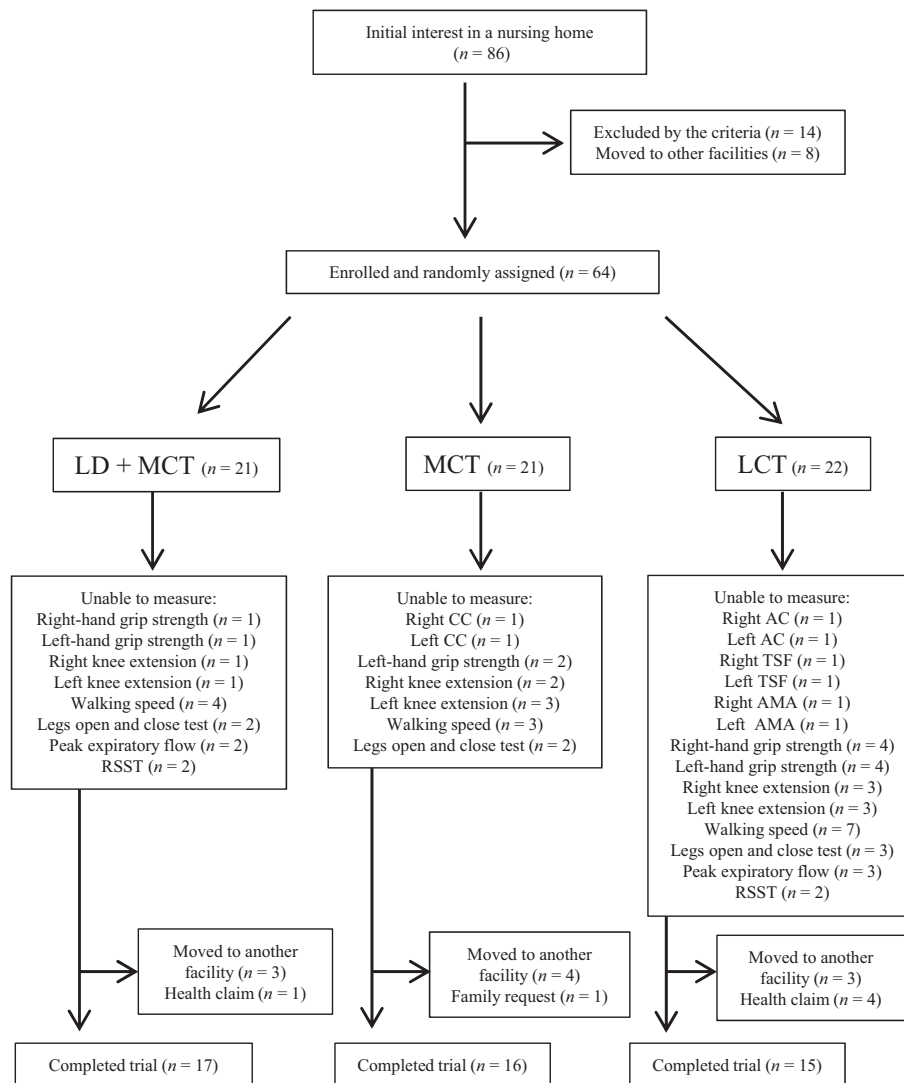 Initial interest in a nursing home
(n = 86)
Excluded by the criteria (n = 14)
Moved to other facilities (n = 8)
Enrolled and randomly assigned (n = 64)
LD + MCT (n = 21)
MCT (n = 21)
LCT (n = 22)
Unable to measure:
Right-hand grip strength (n = 1)
Left-hand grip strength (n = 1)
Right knee extension (n = 1)
Left knee extension (n = 1)
Walking speed (n = 4)
Legs open and close test (n = 2)
Peak expiratory flow (n = 2)
RSST (n = 2)
Unable to measure:
Right CC (n = 1)
Left CC (n = 1)
Left-hand grip strength (n = 2)
Right knee extension (n = 2)
Left knee extension (n = 3)
Walking speed (n = 3)
Legs open and close test (n = 2)
Unable to measure:
Right AC (n = 1)
Left AC (n = 1)
Right TSF (n = 1)
Left TSF (n = 1)
Right AMA (n = 1)
Left AMA (n = 1)
Right-hand grip strength (n = 4)
Left-hand grip strength (n = 4)
Right knee extension (n = 3)
Left knee extension (n = 3)
Walking speed (n = 7)
Legs open and close test (n = 3)
Peak expiratory flow (n = 3)
RSST (n = 2)
Moved to another
facility (n = 3)
Health claim (n = 1)
Moved to another
facility (n = 4)
Family request (n = 1)
Moved to another
facility (n = 3)
Health claim (n = 4)
Completed trial (n = 17)
Completed trial (n = 16)
Completed trial (n = 15)